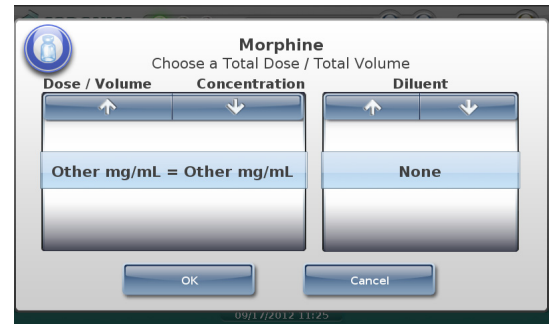 Morphine
Choose a Total Dose / Total Volume
Dose / Volume Concentration Diluent
Other mg/mL = Other mg/mL None
OK Cancel
09/17/2012 11:25